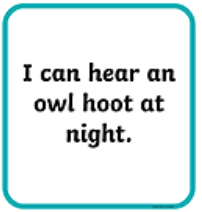 I can hear an
owl hoot at
night.